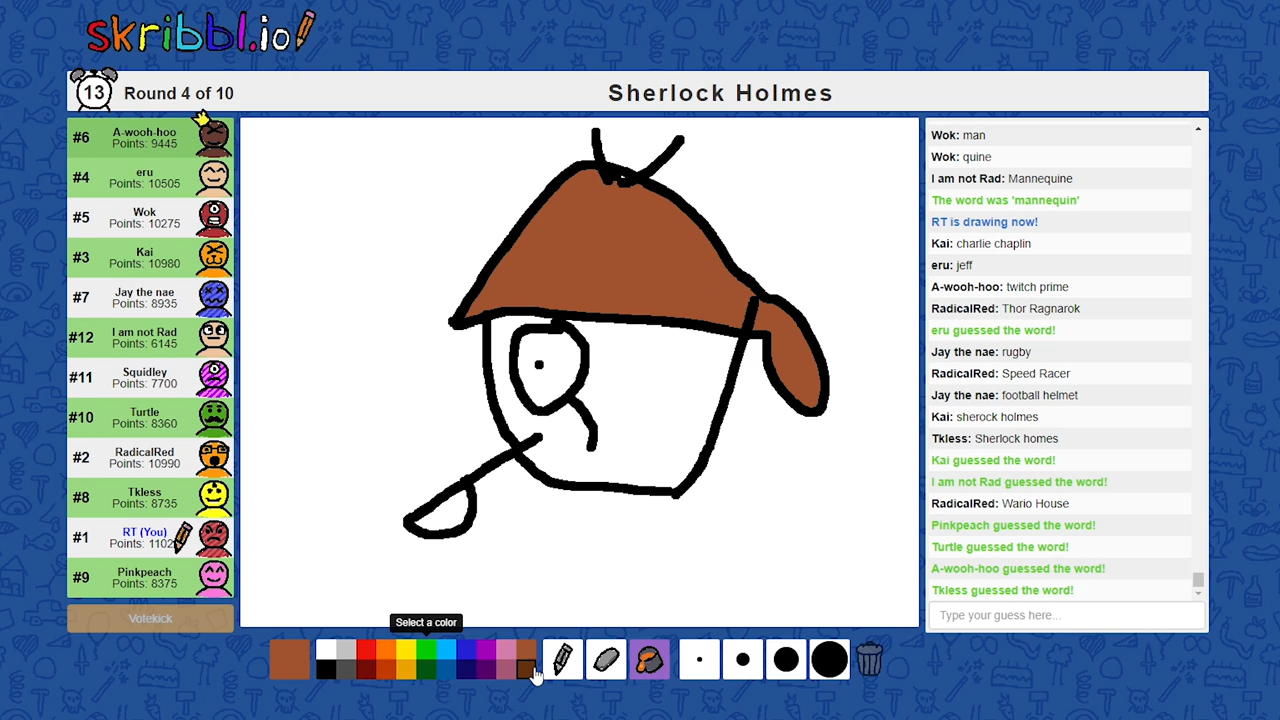 skribbl.io
13
Round 4 of 10
Sherlock Holmes
#6
A-wooh-hoo
Points: 9445
#4
eru
Points: 10505
#5
Wok
Points: 10275
#3
Kai
Points: 10980
#7
Jay the nae
Points: 8935
#12
I am not Rad
Points: 6145
#11
Squidley
Points: 7700
#10
Turtle
Points: 8360
#2
RadicalRed
Points: 10990
#8
Tkless
Points: 8735
#1
RT (You)
Points:
#9
Pinkpeach
Points: 8375
Votekick
Select a color
Wok: man
Wok: quine
I am not Rad: Mannequine
The word was 'mannequin'
RT is drawing now!
Kai: charlie chaplin
eru: jeff
A-wooh-hoo: twitch prime
RadicalRed: Thor Ragnarok
eru guessed the word!
Jay the nae: rugby
RadicalRed: Speed Racer
Jay the nae: football helmet
Kai: sherock holmes
Tkless: Sherlock homes
Kai guessed the word!
I am not Rad guessed the word!
RadicalRed: Wario House
Pinkpeach guessed the word!
Turtle guessed the word!
A-wooh-hoo guessed the word!
Tkless guessed the word!
Type your guess here...